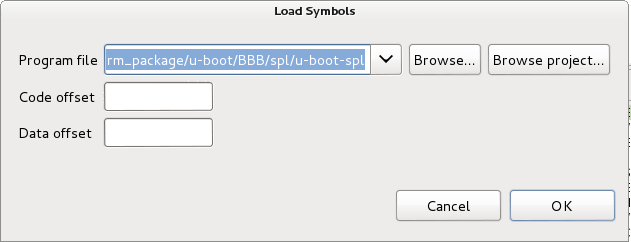 Load Symbols
Program file rm_package/u-boot/BBB/spl/u-boot-spl Browse... Browse project...
Code offset
Data offset
Cancel OK